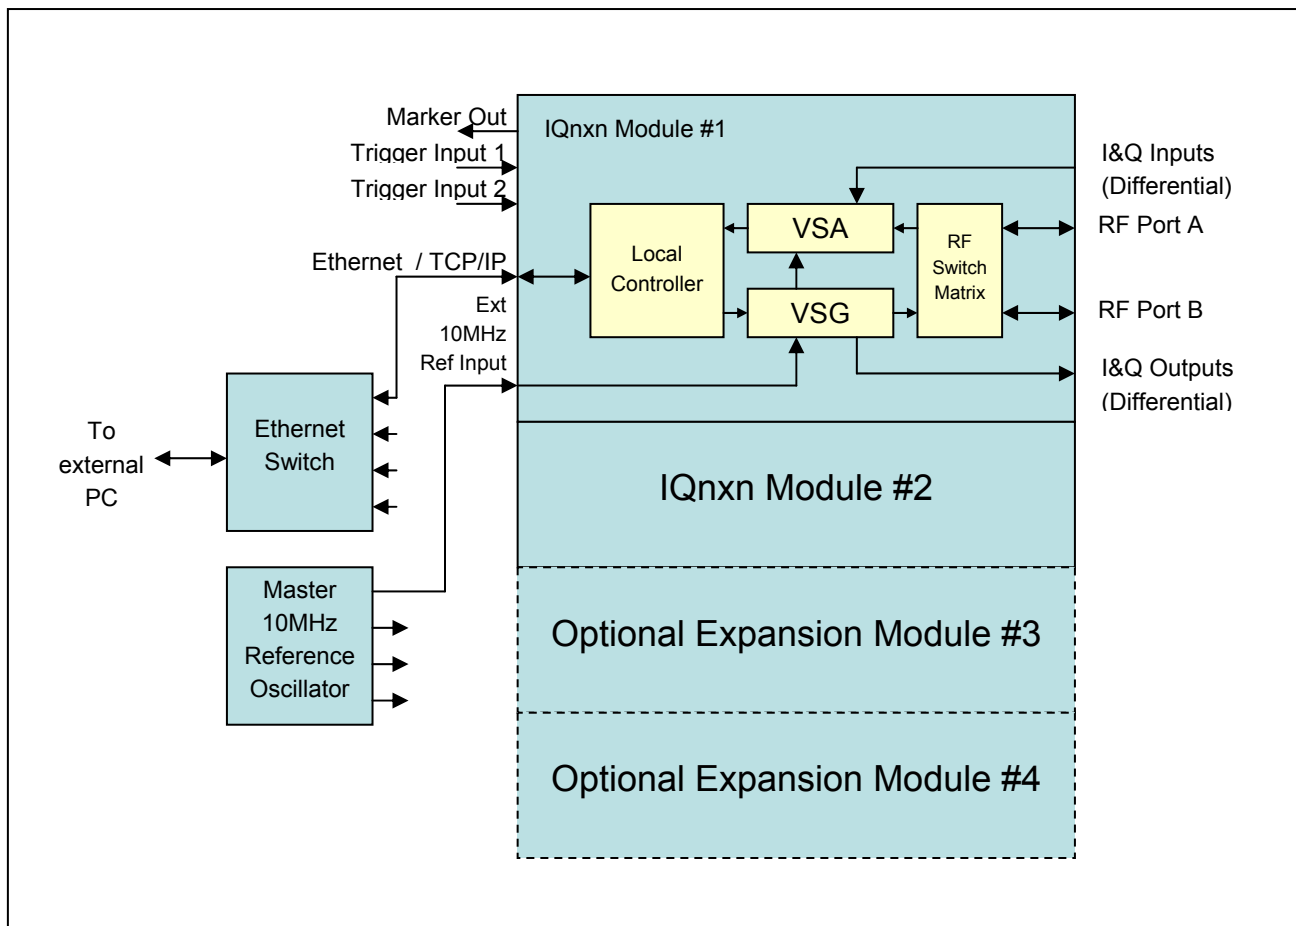 Marker Out
Trigger Input 1
Trigger Input 2
Ethernet / TCP/IP
Ext
10MHz
Ref Input
IQnxn Module #1
Local
Controller
VSA
VSG
RF
Switch
Matrix
I&Q Inputs
(Differential)
RF Port A
RF Port B
I&Q Outputs
(Differential)
To
external
PC
Ethernet
Switch
Master
10MHz
Reference
Oscillator
IQnxn Module #2
Optional Expansion Module #3
Optional Expansion Module #4